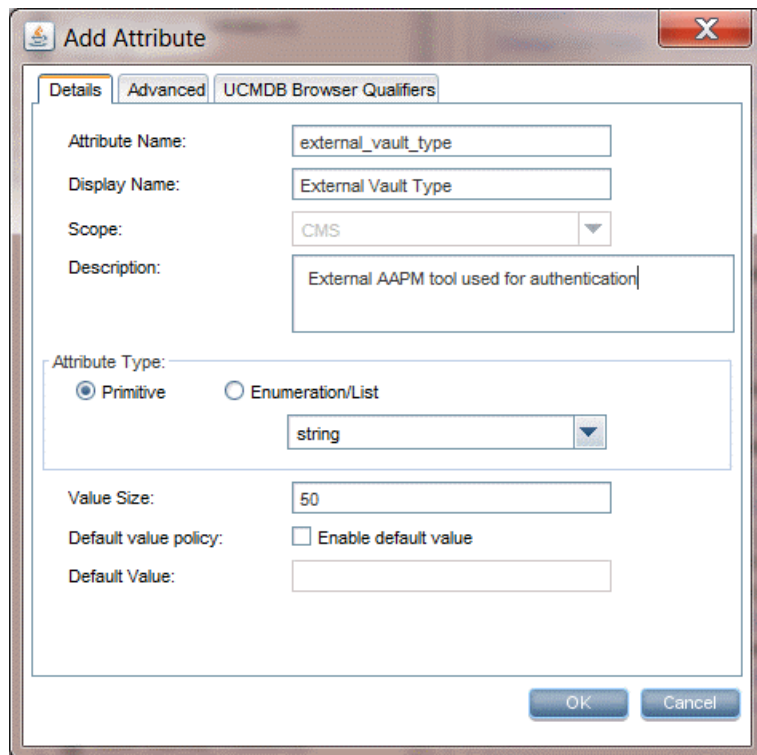 Add Attribute
X
Details Advanced UCMDB Browser Qualifiers
Attribute Name: external_vault_type
Display Name: External Vault Type
Scope: CMS
Description: External AAPM tool used for authentication
Attribute Type:
Primitive Enumeration/List
string
Value Size: 50
Default value policy: Enable default value
Default Value:
OK Cancel